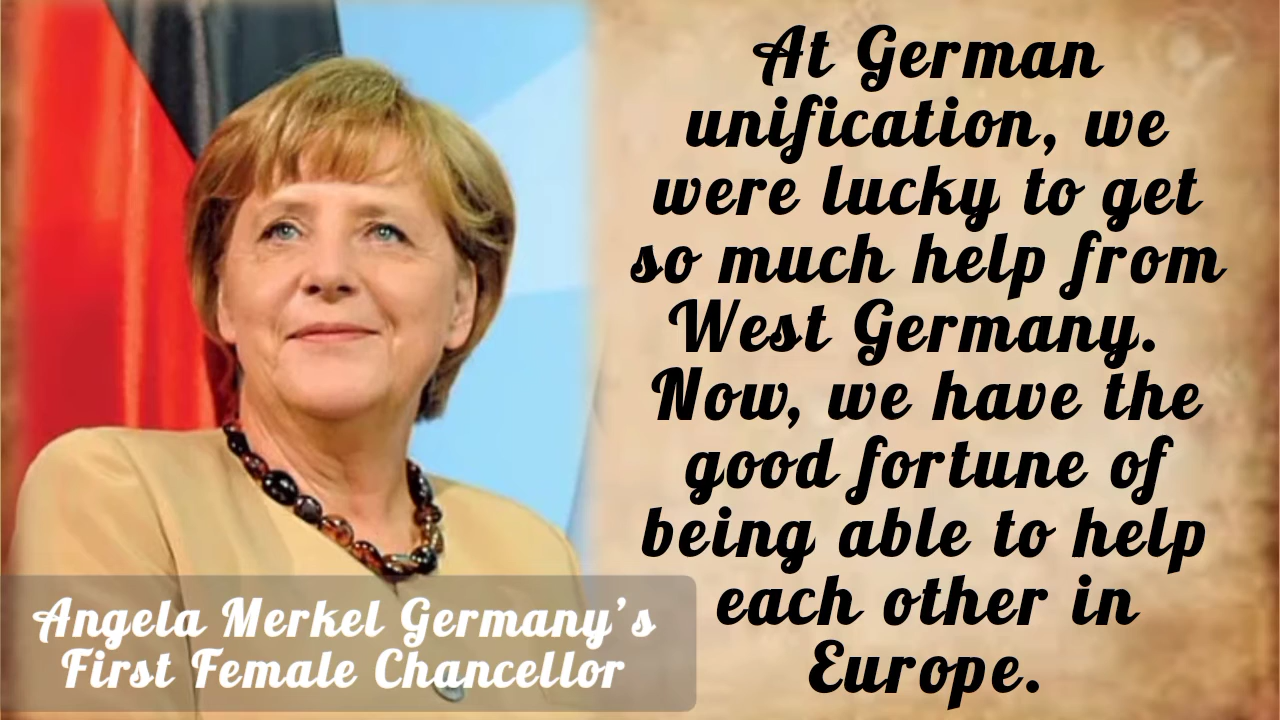 At German
unification, we
were lucky to get
so much help from
West Germany.
Now, we have the
good fortune of
being able to help
each other in
Europe.
Angela Merkel Germany’s
First Female Chancellor